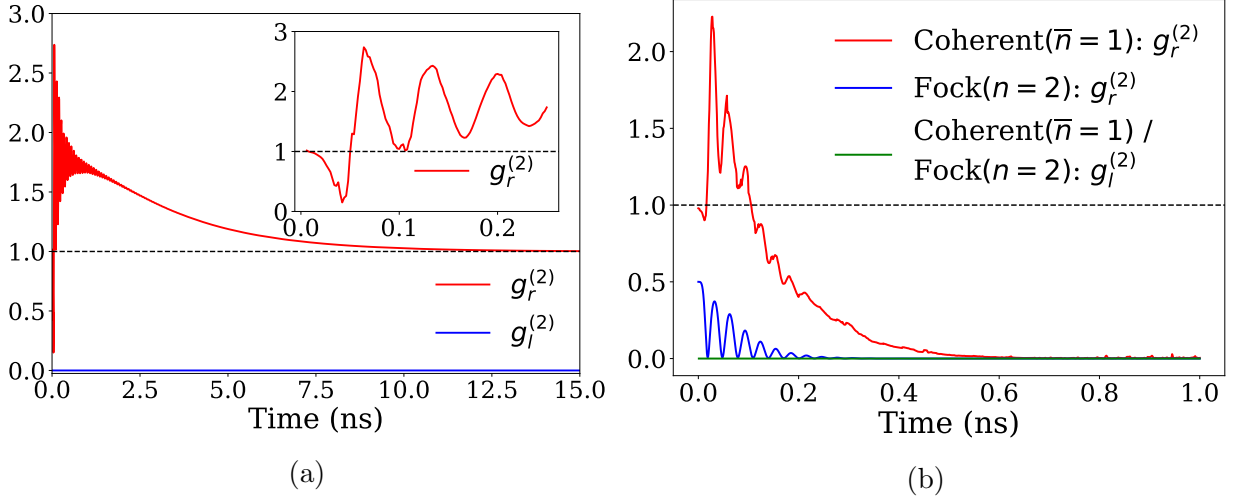 3.0
2.5
2.0
1.5
1.0
0.5
0.0
0.0
2.5
5.0
7.5
10.0
12.5
15.0
Time (ns)
3
2
1
0
0.0
0.1
0.2
g_r^{(2)}
g_r^{(2)}
g_l^{(2)}
(a)
2.0
1.5
1.0
0.5
0.0
0.0
0.2
0.4
0.6
0.8
1.0
Time (ns)
Coherent(n̅ = 1): g_r^{(2)}
Fock(n = 2): g_r^{(2)}
Coherent(n̅ = 1) /
Fock(n = 2): g_l^{(2)}
(b)